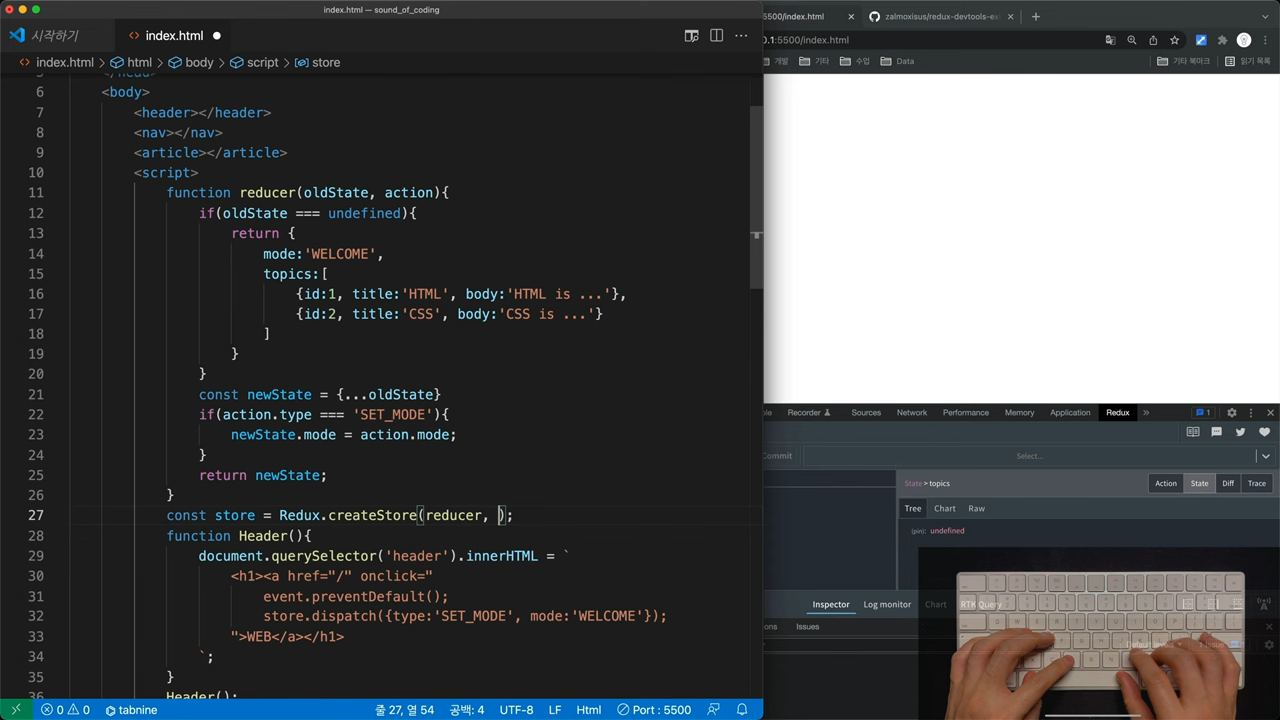 index.html — sound_of_coding
시작하기
index.html
index.html
html
body
script
store
6 <body>
7 <header></header>
8 <nav></nav>
9 <article></article>
10 <script>
11 function reducer(oldState, action){
12 if(oldState === undefined){
13 return {
14 mode:'WELCOME',
15 topics:[
16 {id:1, title:'HTML', body:'HTML is ...'},
17 {id:2, title:'CSS', body:'CSS is ...'}
18 ]
19 }
20 }
21 const newState = {...oldState}
22 if(action.type === 'SET_MODE'){
23 newState.mode = action.mode;
24 }
25 return newState;
26 }
27 const store = Redux.createStore(reducer, );
28 function Header(){
29 document.querySelector('header').innerHTML = `
30 <h1><a href="/" onclick="
31 event.preventDefault();
32 store.dispatch({type:'SET_MODE', mode:'WELCOME'});
33 ">WEB</a></h1>
34 `;
35 }
36 Header();
0 0
tabnine
줄 27, 열 54
공백: 4
UTF-8
LF
Html
Port : 5500
5500/index.html
zalmoxisus/redux-devtools-ex
0.1:5500/index.html
개발
기타
수업
Data
기타 북마크
읽기 목록
Recorder
Sources
Network
Performance
Memory
Application
Redux
1
Commit
Select...
State > topics
Action
State
Diff
Trace
Tree
Chart
Raw
(pin): undefined
Inspector
Log monitor
Chart
RTK Query
Issues